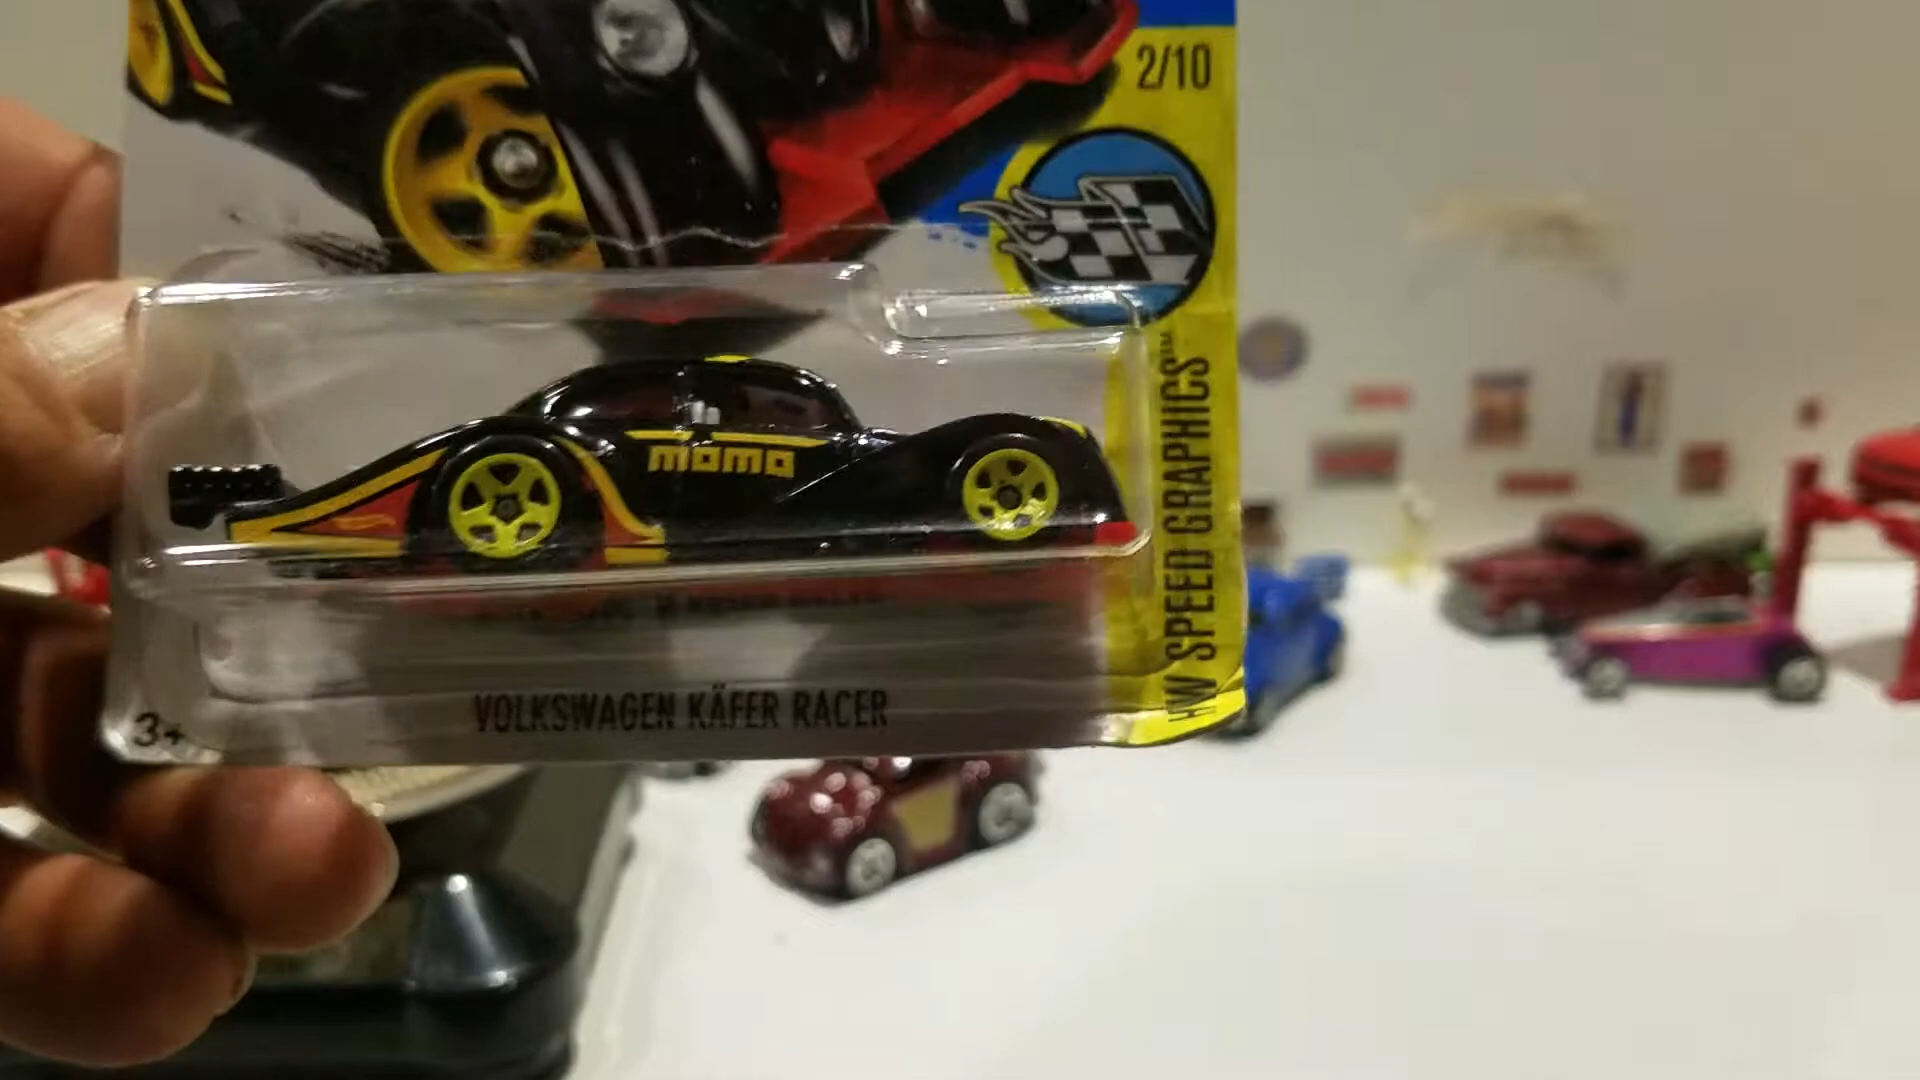 2/10
HW SPEED GRAPHICS™
momo
VOLKSWAGEN KÄFER RACER
3+